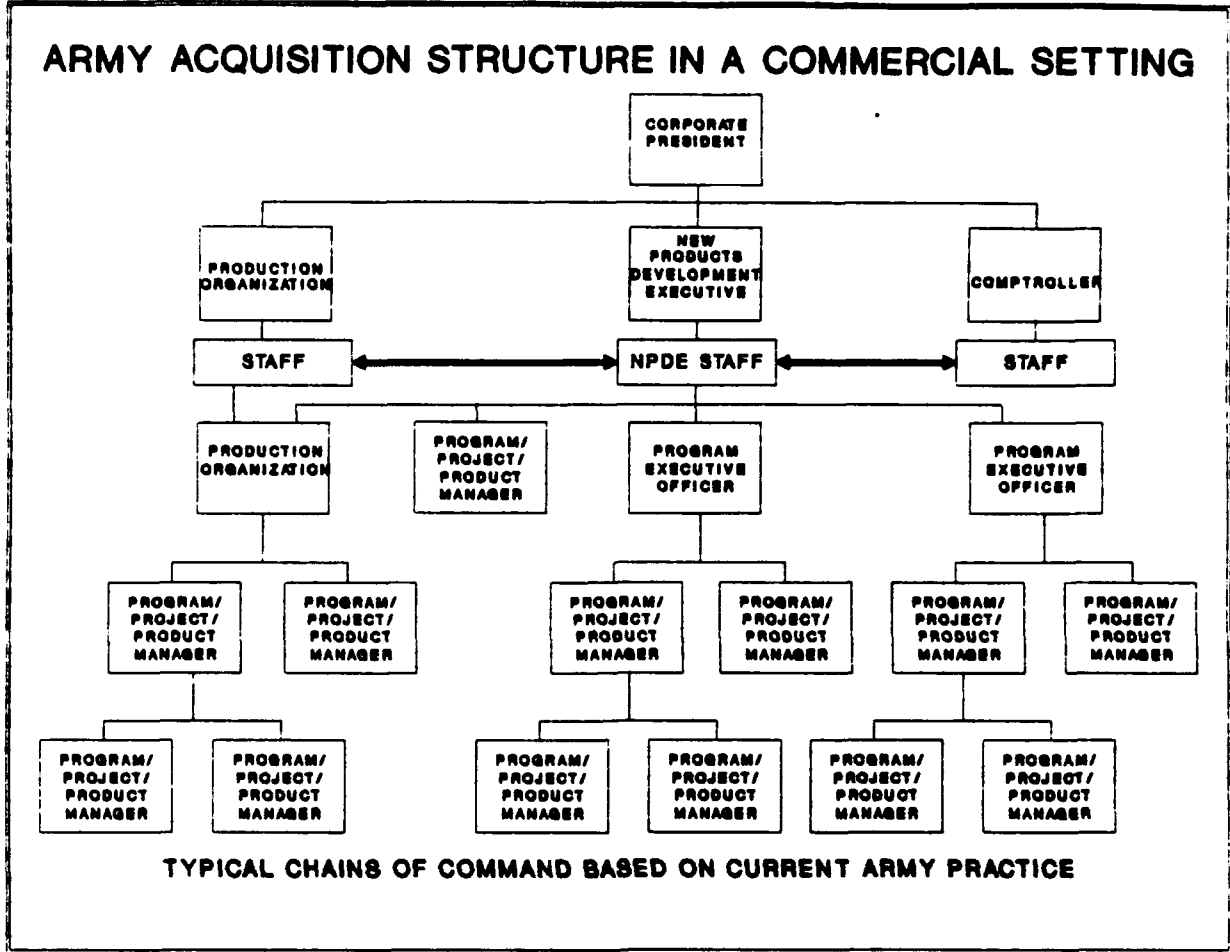 ARMY ACQUISITION STRUCTURE IN A COMMERCIAL SETTING
CORPORATE
PRESIDENT
PRODUCTION
ORGANIZATION
NEW
PRODUCTS
DEVELOPMENT
EXECUTIVE
COMPTROLLER
STAFF
NPDE STAFF
STAFF
PRODUCTION
ORGANIZATION
PROGRAM/
PROJECT/
PRODUCT
MANAGER
PROGRAM
EXECUTIVE
OFFICER
PROGRAM
EXECUTIVE
OFFICER
PROGRAM/
PROJECT/
PRODUCT
MANAGER
PROGRAM/
PROJECT/
PRODUCT
MANAGER
PROGRAM/
PROJECT/
PRODUCT
MANAGER
PROGRAM/
PROJECT/
PRODUCT
MANAGER
PROGRAM/
PROJECT/
PRODUCT
MANAGER
PROGRAM/
PROJECT/
PRODUCT
MANAGER
PROGRAM/
PROJECT/
PRODUCT
MANAGER
PROGRAM/
PROJECT/
PRODUCT
MANAGER
PROGRAM/
PROJECT/
PRODUCT
MANAGER
PROGRAM/
PROJECT/
PRODUCT
MANAGER
PROGRAM/
PROJECT/
PRODUCT
MANAGER
PROGRAM/
PROJECT/
PRODUCT
MANAGER
TYPICAL CHAINS OF COMMAND BASED ON CURRENT ARMY PRACTICE